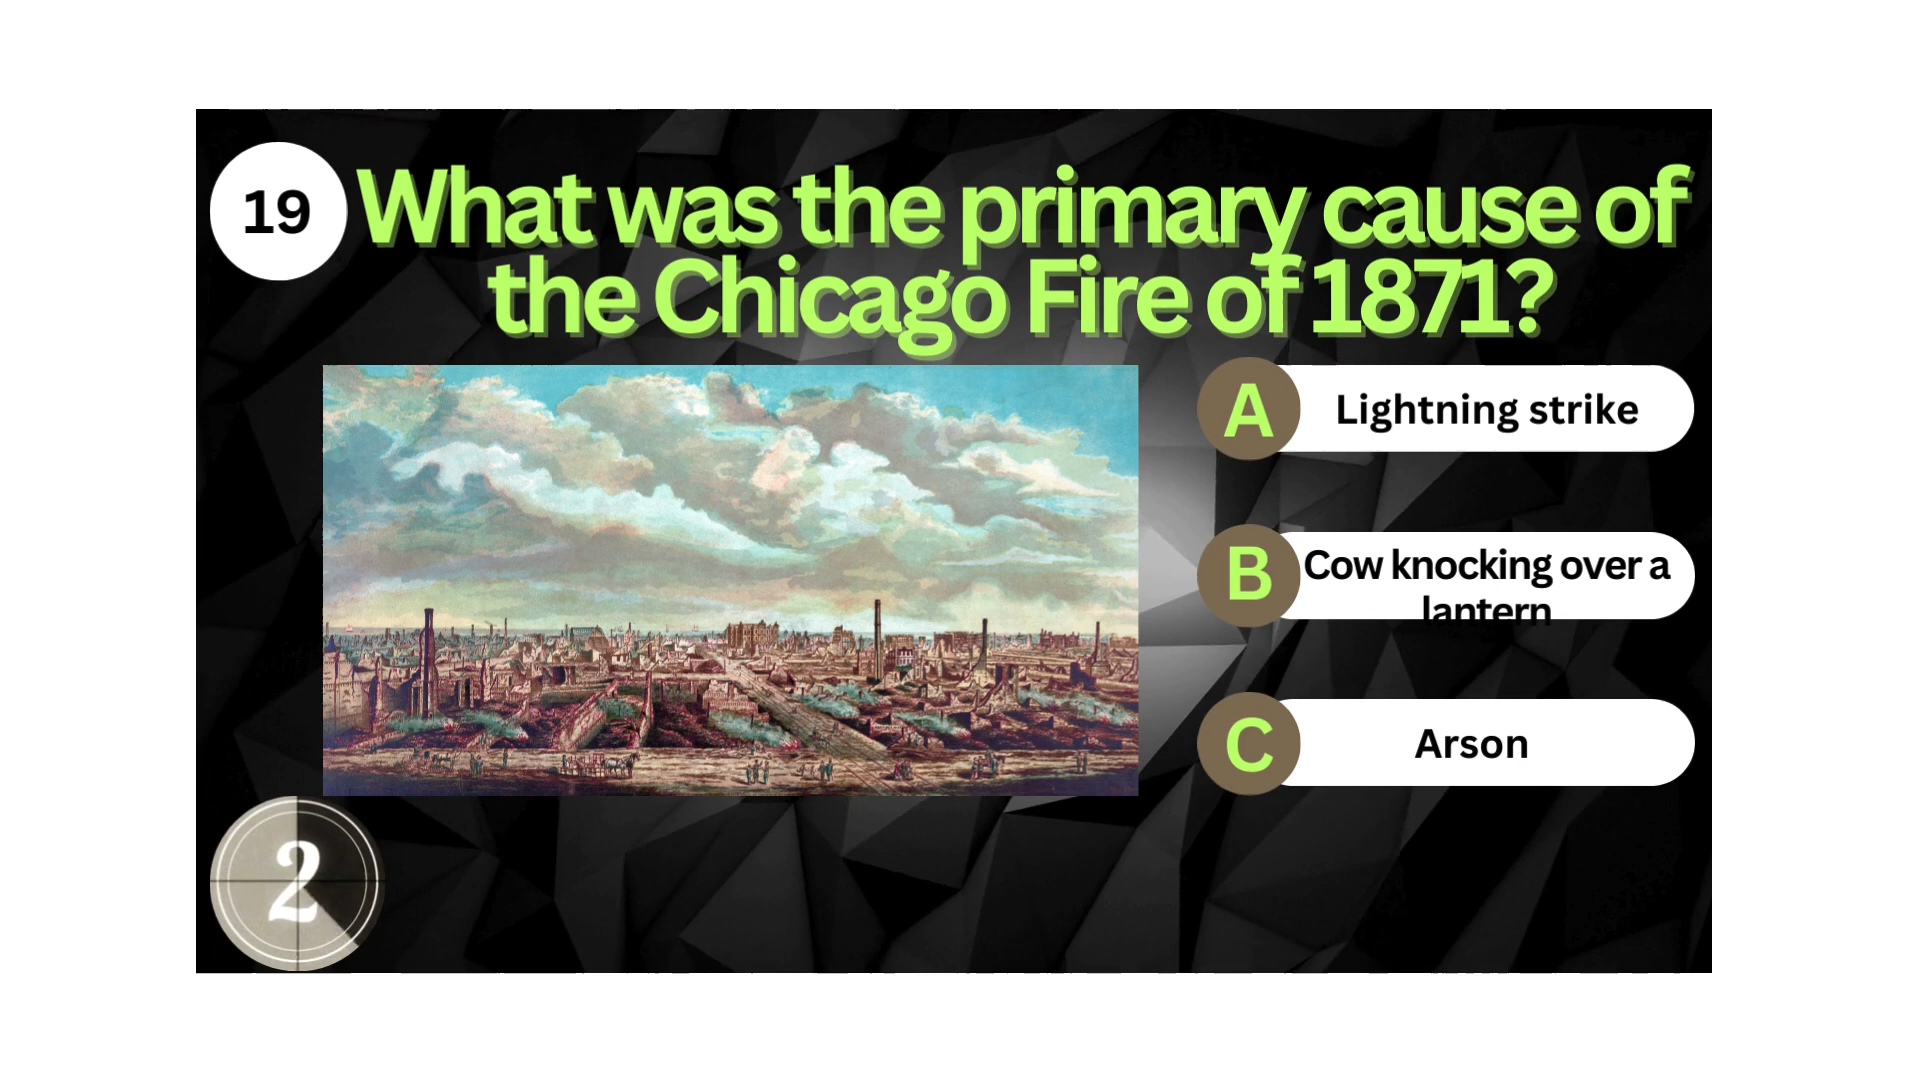 19
What was the primary cause of
the Chicago Fire of 1871?
A
Lightning strike
B
Cow knocking over a
lantern
C
Arson
2